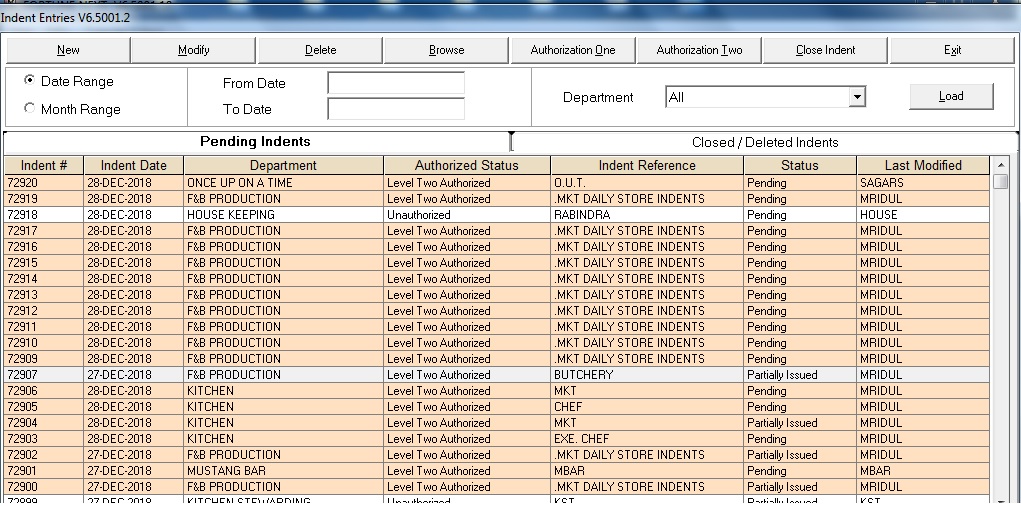 Indent Entries V6.5001.2
New Modify Delete Browse Authorization One Authorization Two Close Indent Exit
Date Range From Date Department All Load
Month Range To Date
Pending Indents Closed / Deleted Indents
Indent # Indent Date Department Authorized Status Indent Reference Status Last Modified
72920 28-DEC-2018 ONCE UP ON A TIME Level Two Authorized O.U.T. Pending SAGARS
72919 28-DEC-2018 F&B PRODUCTION Level Two Authorized .MKT DAILY STORE INDENTS Pending MRIDUL
72918 28-DEC-2018 HOUSE KEEPING Unauthorized RABINDRA Pending HOUSE
72917 28-DEC-2018 F&B PRODUCTION Level Two Authorized .MKT DAILY STORE INDENTS Pending MRIDUL
72916 28-DEC-2018 F&B PRODUCTION Level Two Authorized .MKT DAILY STORE INDENTS Pending MRIDUL
72915 28-DEC-2018 F&B PRODUCTION Level Two Authorized .MKT DAILY STORE INDENTS Pending MRIDUL
72914 28-DEC-2018 F&B PRODUCTION Level Two Authorized .MKT DAILY STORE INDENTS Pending MRIDUL
72913 28-DEC-2018 F&B PRODUCTION Level Two Authorized .MKT DAILY STORE INDENTS Pending MRIDUL
72912 28-DEC-2018 F&B PRODUCTION Level Two Authorized .MKT DAILY STORE INDENTS Pending MRIDUL
72911 28-DEC-2018 F&B PRODUCTION Level Two Authorized .MKT DAILY STORE INDENTS Pending MRIDUL
72910 28-DEC-2018 F&B PRODUCTION Level Two Authorized .MKT DAILY STORE INDENTS Pending MRIDUL
72909 28-DEC-2018 F&B PRODUCTION Level Two Authorized .MKT DAILY STORE INDENTS Pending MRIDUL
72907 27-DEC-2018 F&B PRODUCTION Level Two Authorized BUTCHERY Partially Issued MRIDUL
72906 28-DEC-2018 KITCHEN Level Two Authorized MKT Pending MRIDUL
72905 28-DEC-2018 KITCHEN Level Two Authorized CHEF Pending MRIDUL
72904 28-DEC-2018 KITCHEN Level Two Authorized MKT Partially Issued MRIDUL
72903 28-DEC-2018 KITCHEN Level Two Authorized EXE. CHEF Pending MRIDUL
72902 27-DEC-2018 F&B PRODUCTION Level Two Authorized .MKT DAILY STORE INDENTS Partially Issued MRIDUL
72901 27-DEC-2018 MUSTANG BAR Level Two Authorized MBAR Pending MBAR
72900 27-DEC-2018 F&B PRODUCTION Level Two Authorized .MKT DAILY STORE INDENTS Partially Issued MRIDUL
72899 27-DEC-2018 KITCHEN STEWARDING Unauthorized KST Partially Issued KST